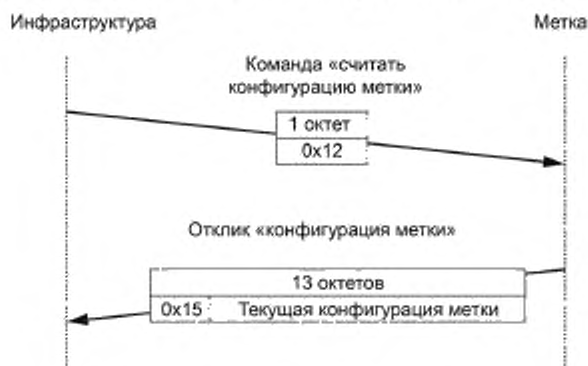 Инфраструктура Метка
Команда «считать
конфигурацию метки»
1 октет
0x12
Отклик «конфигурация метки»
13 октетов
0x15 Текущая конфигурация метки